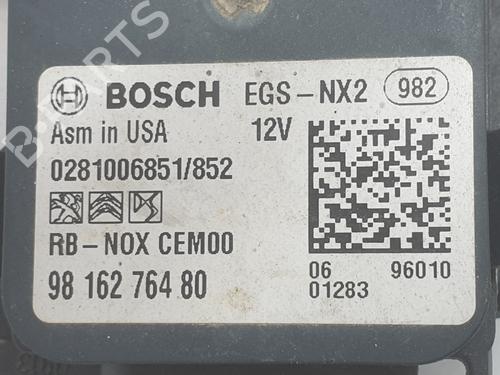 BOSCH EGS-NX2 982
Asm in USA 12V
0281006851/852
RB-NOX CEM00
98 162 764 80
06 96010
01283
B-PARTS